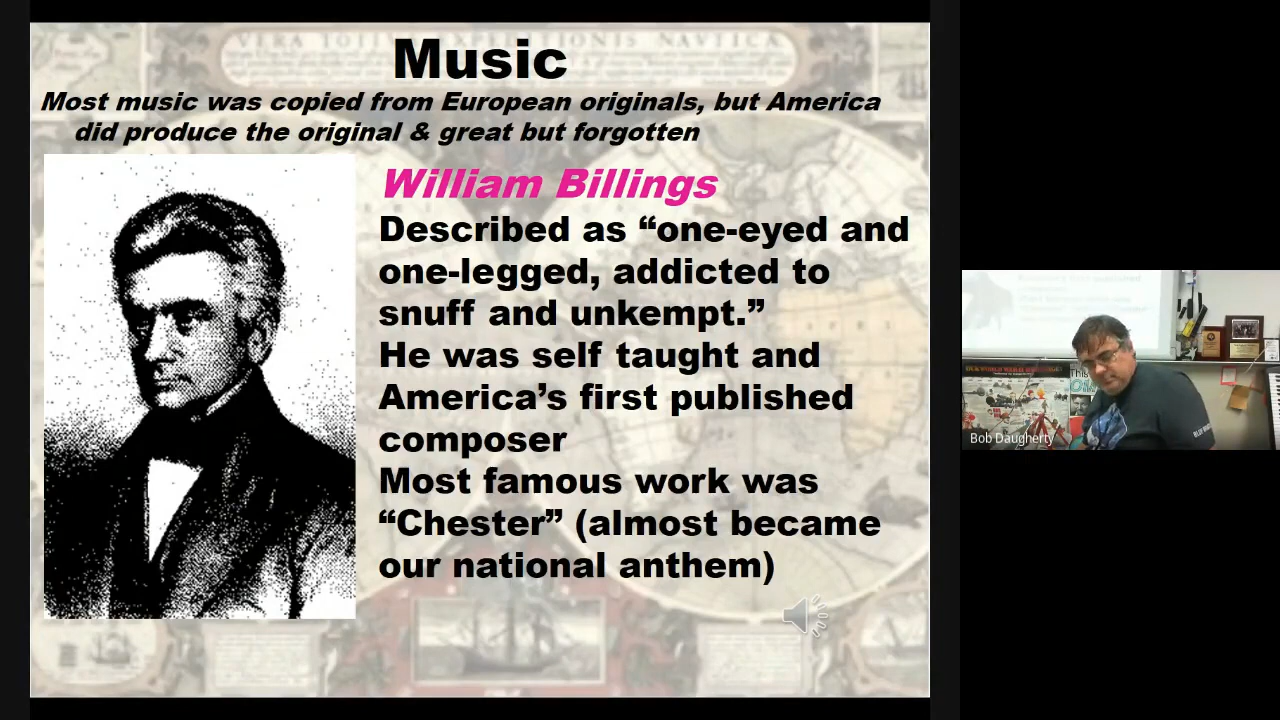 Music
Most music was copied from European originals, but America
did produce the original & great but forgotten
William Billings
Described as “one-eyed and
one-legged, addicted to
snuff and unkempt.”
He was self taught and
America’s first published
composer
Most famous work was
“Chester” (almost became
our national anthem)
Bob Daugherty